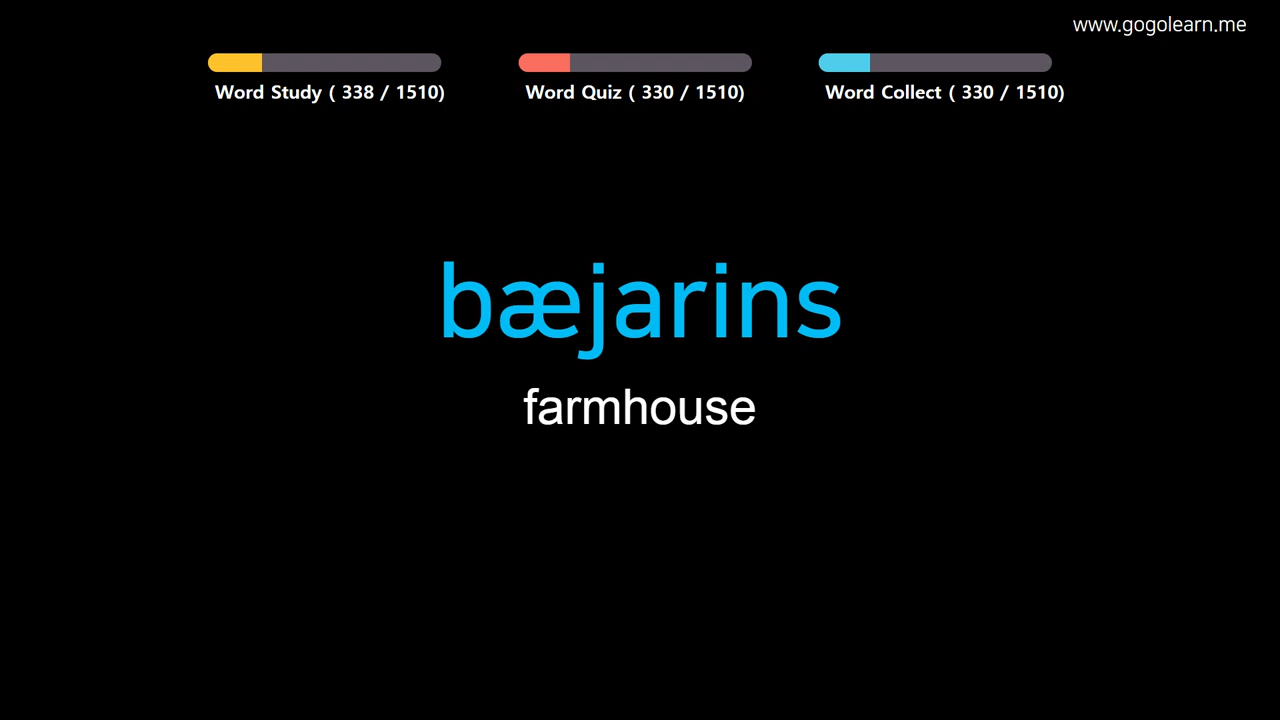 www.gogolearn.me
Word Study ( 338 / 1510)
Word Quiz ( 330 / 1510)
Word Collect ( 330 / 1510)
bæjarins
farmhouse